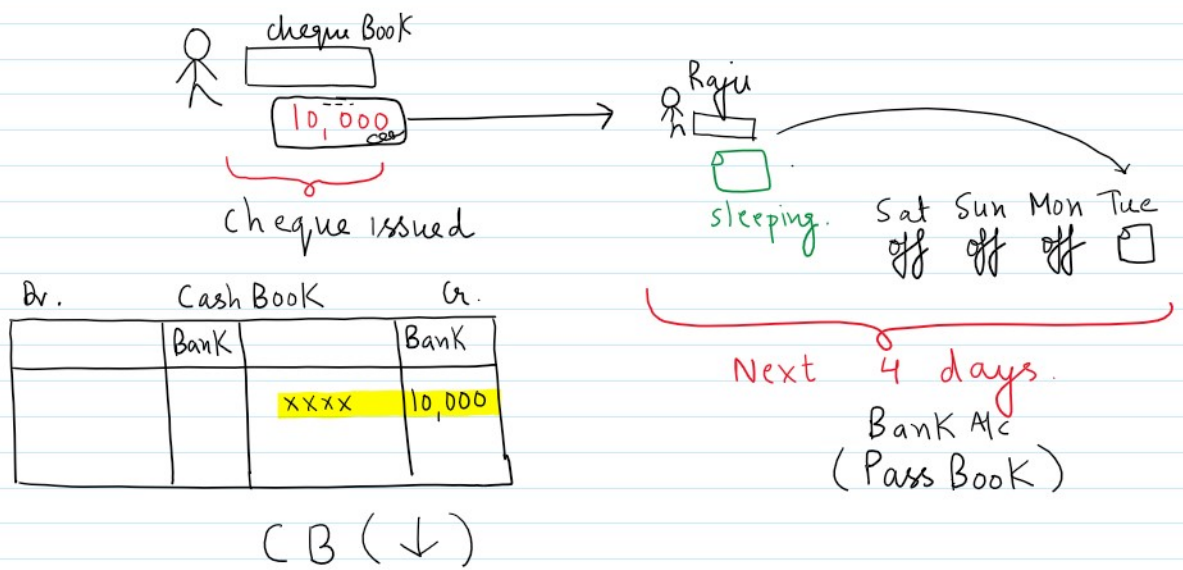 cheque Book
10,000
cheque issued
Raju
sleeping.
Sat Sun Mon Tue
off off off
Dr. Cash Book Cr.
Bank Bank
xxxx 10,000
CB (↓)
Next 4 days.
Bank A/c
(Pass Book)